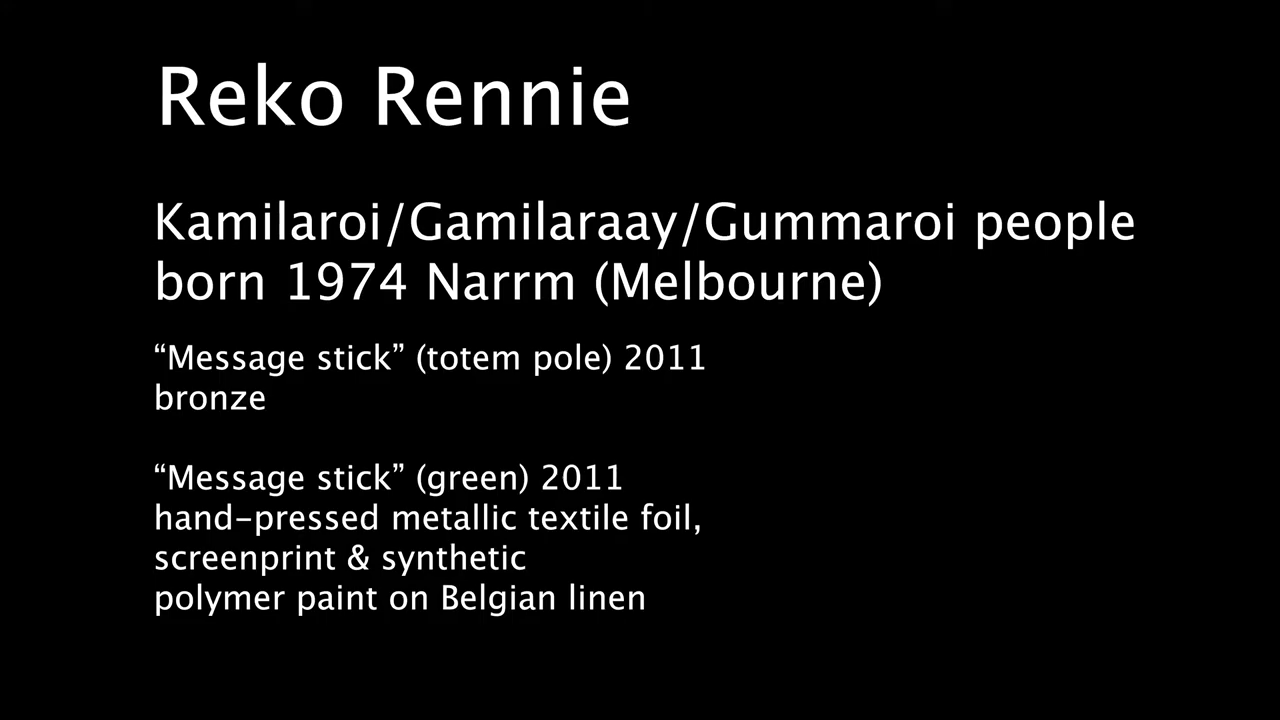 Reko Rennie
Kamilaroi/Gamilaraay/Gummaroi people
born 1974 Narrm (Melbourne)
“Message stick” (totem pole) 2011
bronze
“Message stick” (green) 2011
hand-pressed metallic textile foil,
screenprint & synthetic
polymer paint on Belgian linen